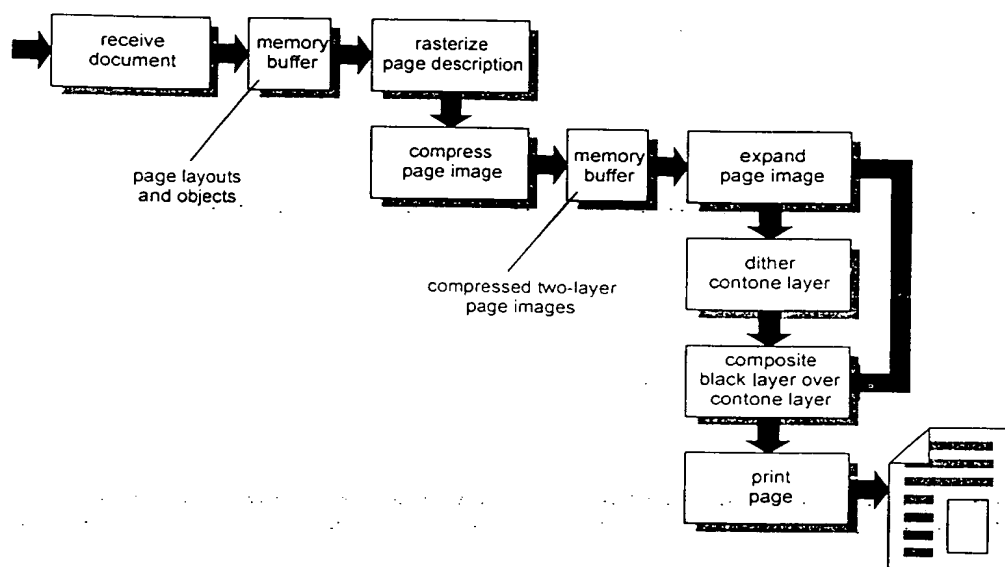 receive
document
memory
buffer
rasterize
page description
page layouts
and objects
compress
page image
memory
buffer
expand
page image
compressed two-layer
page images
dither
contone layer
composite
black layer over
contone layer
print
page